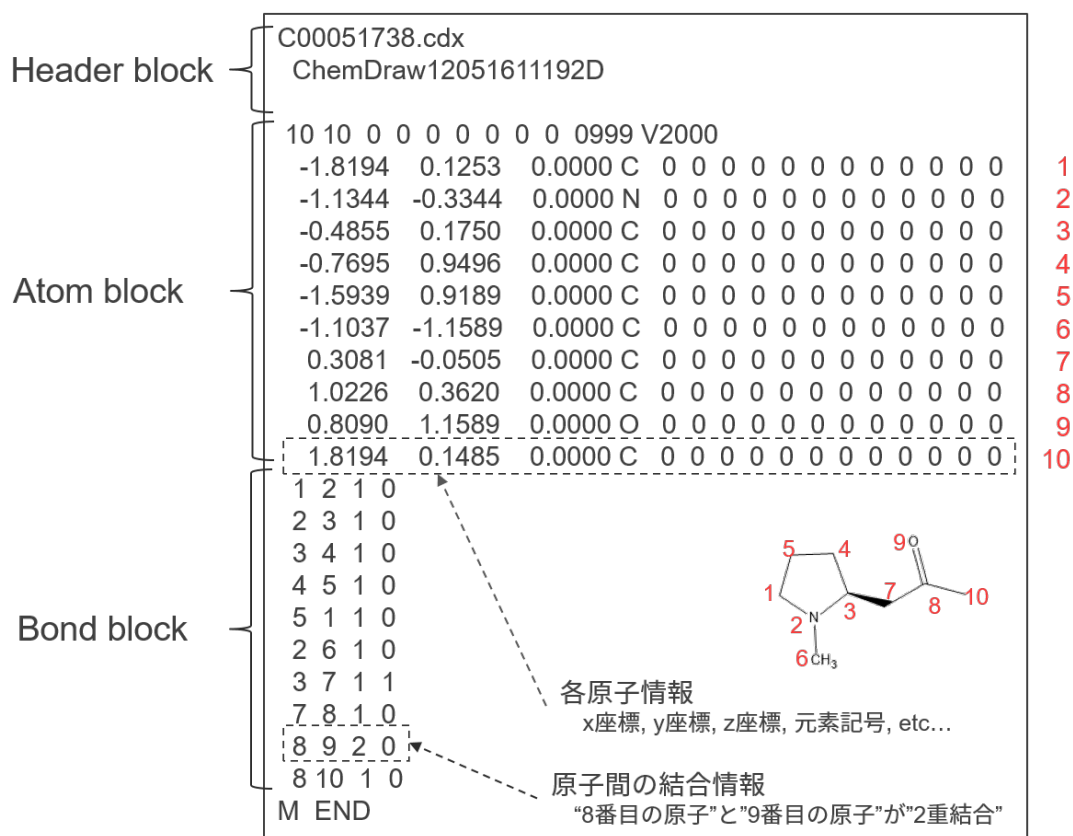 Header block
C00051738.cdx
ChemDraw12051611192D
Atom block
10 10 0 0 0 0 0 0 0 0999 V2000
-1.8194 0.1253 0.0000 C 0 0 0 0 0 0 0 0 0 0 0 0 1
-1.1344 -0.3344 0.0000 N 0 0 0 0 0 0 0 0 0 0 0 0 2
-0.4855 0.1750 0.0000 C 0 0 0 0 0 0 0 0 0 0 0 0 3
-0.7695 0.9496 0.0000 C 0 0 0 0 0 0 0 0 0 0 0 0 4
-1.5939 0.9189 0.0000 C 0 0 0 0 0 0 0 0 0 0 0 0 5
-1.1037 -1.1589 0.0000 C 0 0 0 0 0 0 0 0 0 0 0 0 6
0.3081 -0.0505 0.0000 C 0 0 0 0 0 0 0 0 0 0 0 0 7
1.0226 0.3620 0.0000 C 0 0 0 0 0 0 0 0 0 0 0 0 8
0.8090 1.1589 0.0000 O 0 0 0 0 0 0 0 0 0 0 0 0 9
1.8194 0.1485 0.0000 C 0 0 0 0 0 0 0 0 0 0 0 0 10
Bond block
1 2 1 0
2 3 1 0
3 4 1 0
4 5 1 0
5 1 1 0
2 6 1 0
3 7 1 1
7 8 1 0
8 9 2 0
8 10 1 0
M END
5 4 9 O
1 7 8 10
N 3
2
6 CH3
各原子情報
x座標, y座標, z座標, 元素記号, etc…
原子間の結合情報
“8番目の原子”と”9番目の原子”が”2重結合”